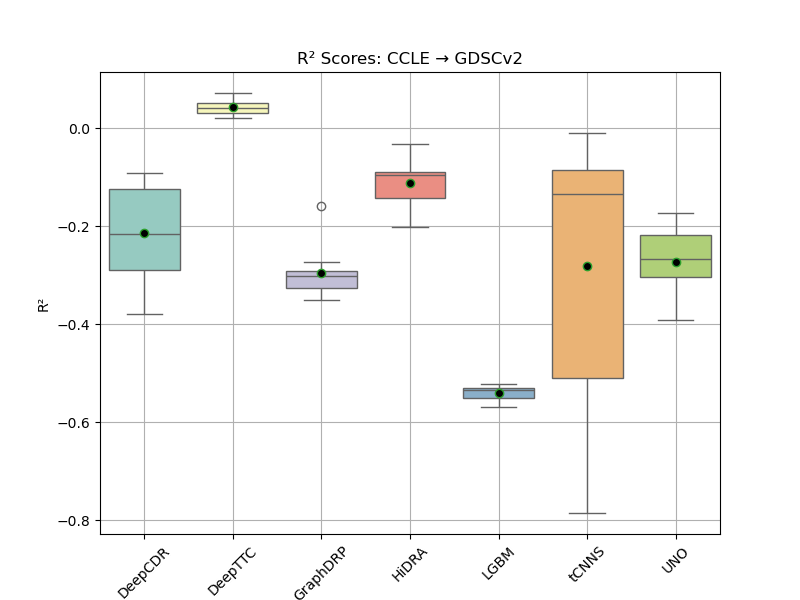 R² Scores: CCLE → GDSCv2
R²
0.0
−0.2
−0.4
−0.6
−0.8
DeepCDR
DeepTTC
GraphDRP
HiDRA
LGBM
tCNNS
UNO